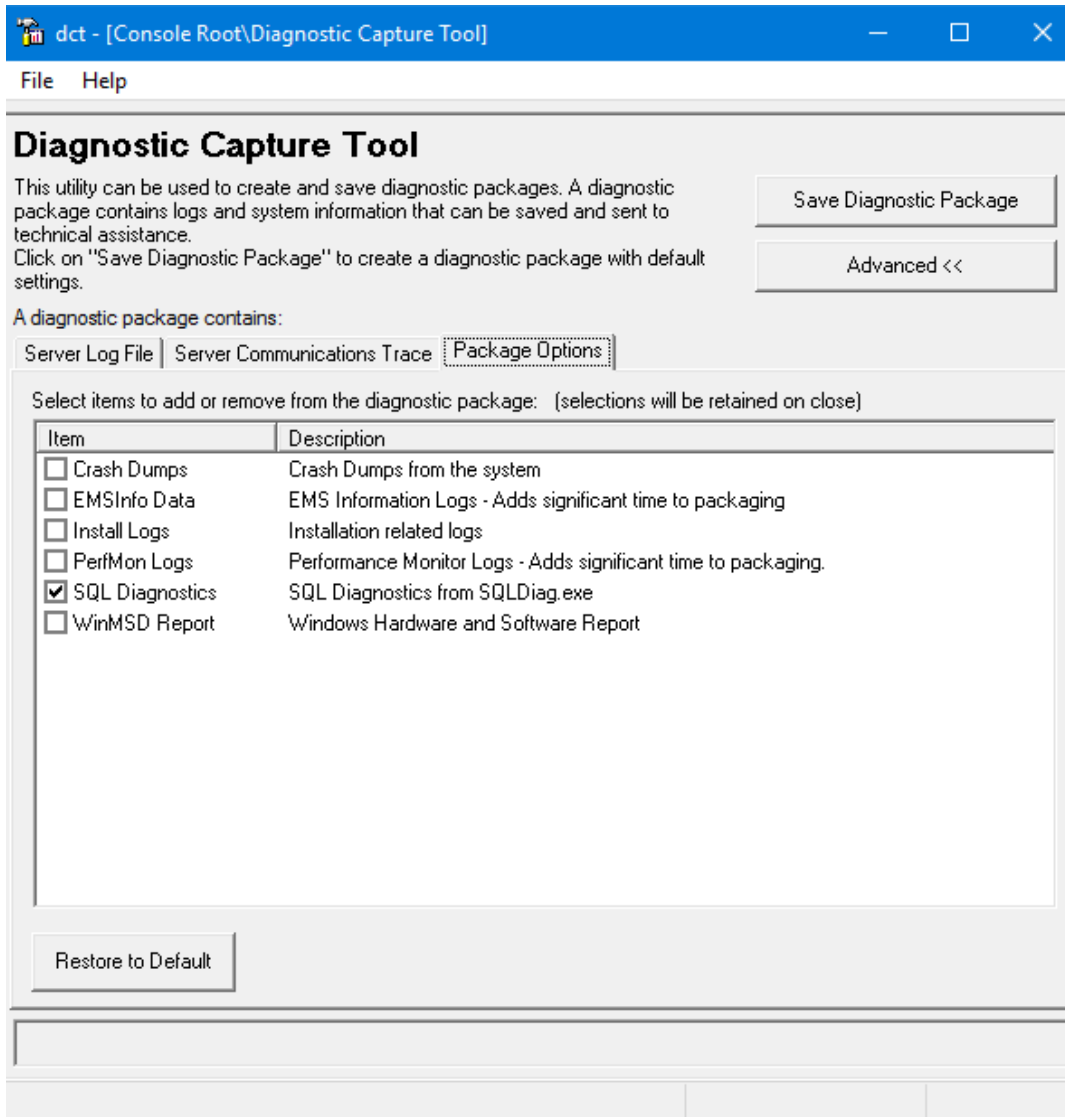 dct - [Console Root\Diagnostic Capture Tool]
File Help
Diagnostic Capture Tool
This utility can be used to create and save diagnostic packages. A diagnostic
package contains logs and system information that can be saved and sent to
technical assistance.
Click on "Save Diagnostic Package" to create a diagnostic package with default
settings.
Save Diagnostic Package
Advanced <<
A diagnostic package contains:
Server Log File Server Communications Trace Package Options
Select items to add or remove from the diagnostic package: (selections will be retained on close)
Item Description
Crash Dumps Crash Dumps from the system
EMSInfo Data EMS Information Logs - Adds significant time to packaging
Install Logs Installation related logs
PerfMon Logs Performance Monitor Logs - Adds significant time to packaging.
SQL Diagnostics SQL Diagnostics from SQLDiag.exe
WinMSD Report Windows Hardware and Software Report
Restore to Default